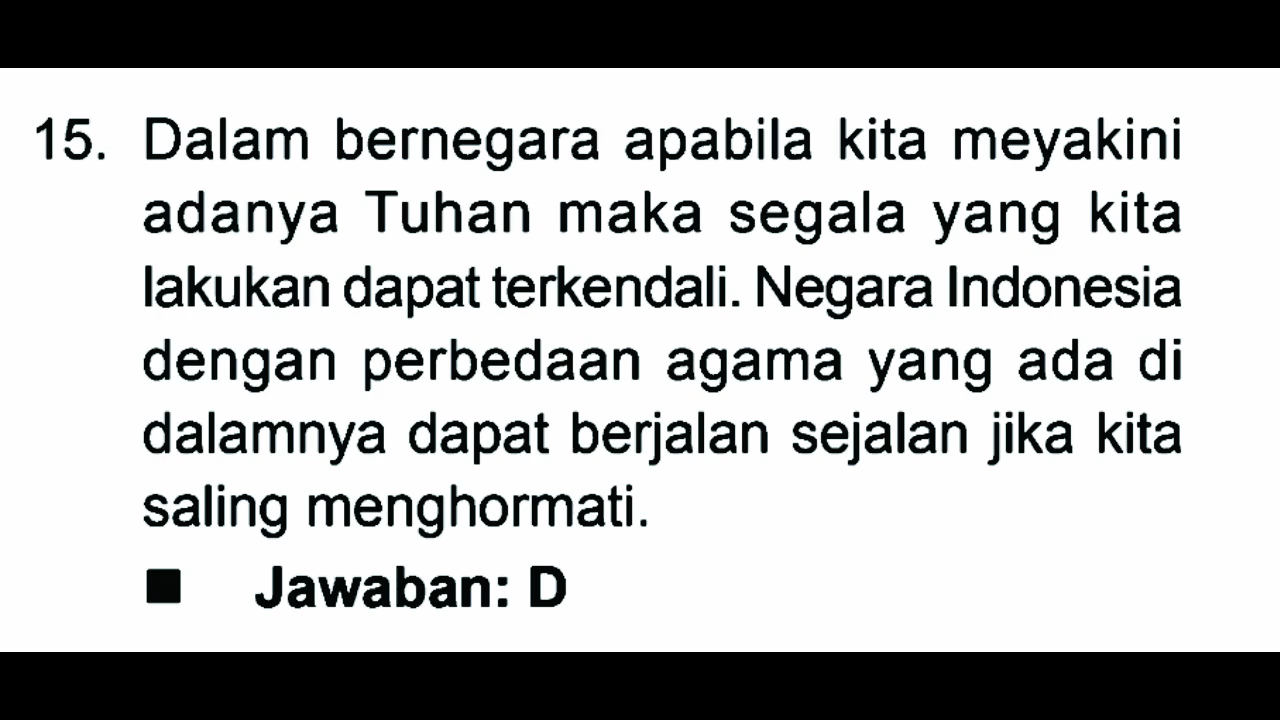 15. Dalam bernegara apabila kita meyakini
adanya Tuhan maka segala yang kita
lakukan dapat terkendali. Negara Indonesia
dengan perbedaan agama yang ada di
dalamnya dapat berjalan sejalan jika kita
saling menghormati.
■ Jawaban: D